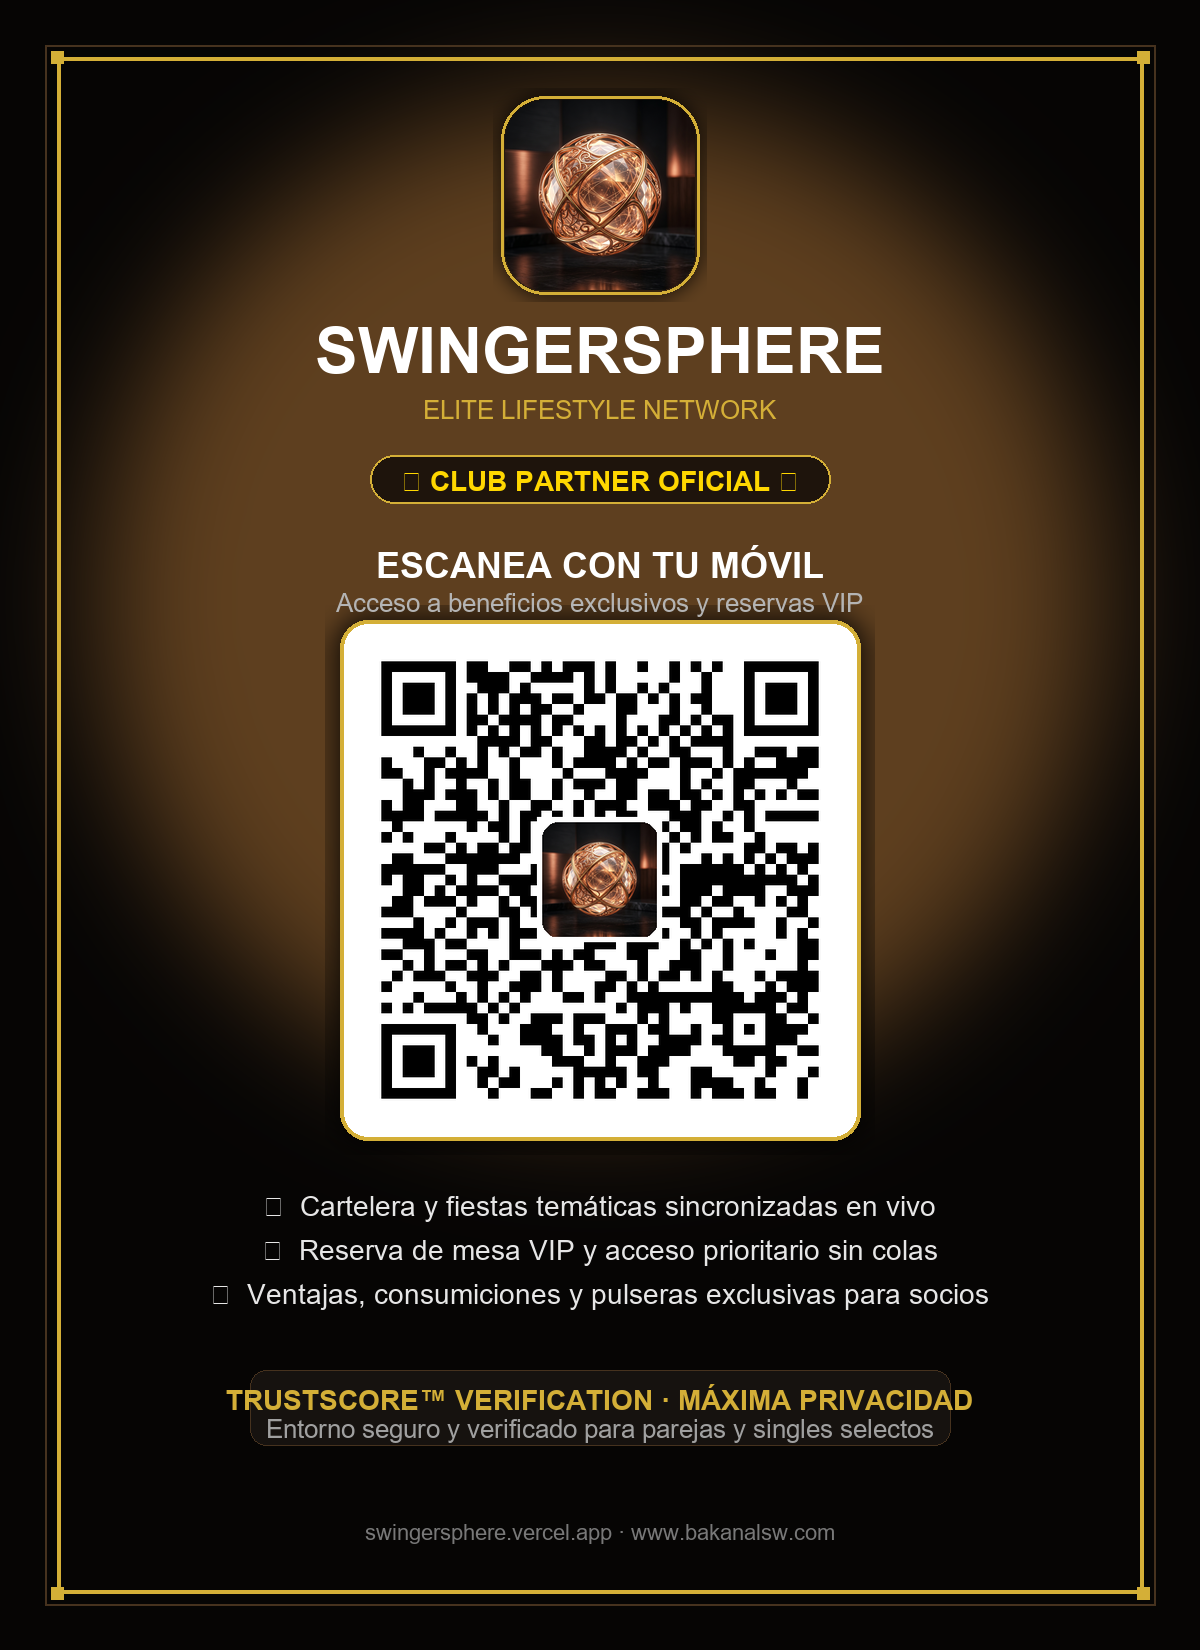 SWINGERSPHERE
ELITE LIFESTYLE NETWORK
CLUB PARTNER OFICIAL
ESCANEA CON TU MÓVIL
Acceso a beneficios exclusivos y reservas VIP
Cartelera y fiestas temáticas sincronizadas en vivo
Reserva de mesa VIP y acceso prioritario sin colas
Ventajas, consumiciones y pulseras exclusivas para socios
TRUSTSCORE™ VERIFICATION · MÁXIMA PRIVACIDAD
Entorno seguro y verificado para parejas y singles selectos
swingersphere.vercel.app · www.bakanalsw.com